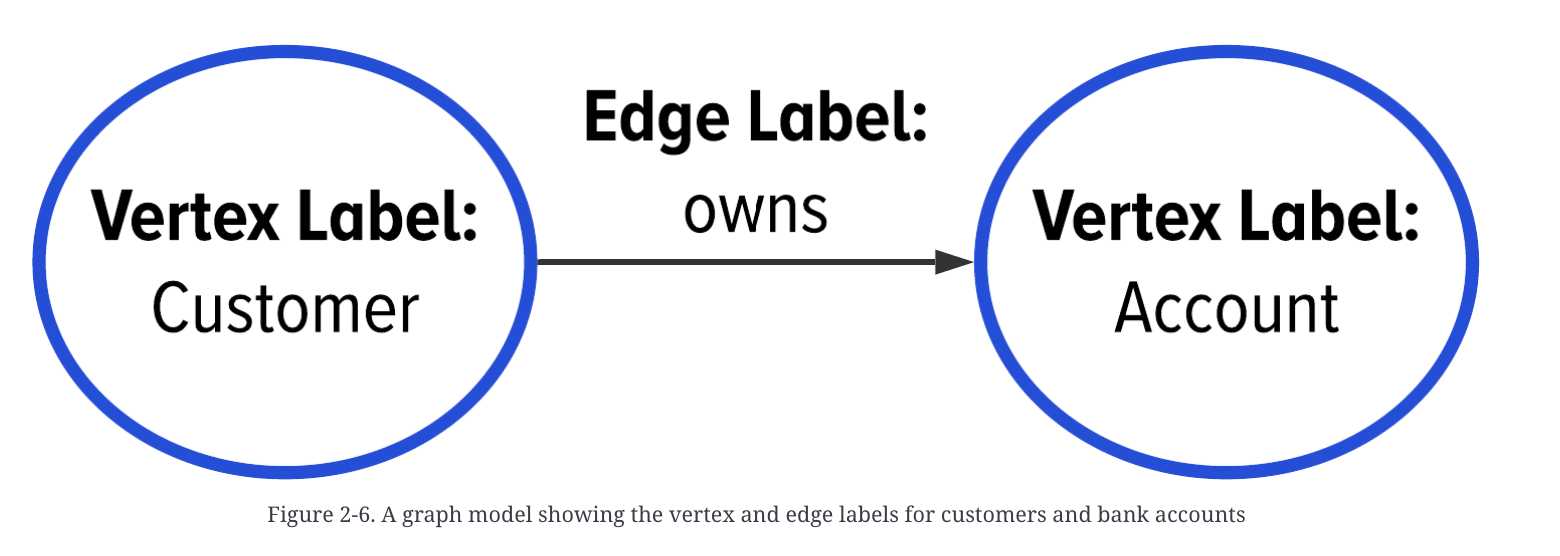 Edge Label:
owns
Vertex Label:
Customer
Vertex Label:
Account
Figure 2-6. A graph model showing the vertex and edge labels for customers and bank accounts